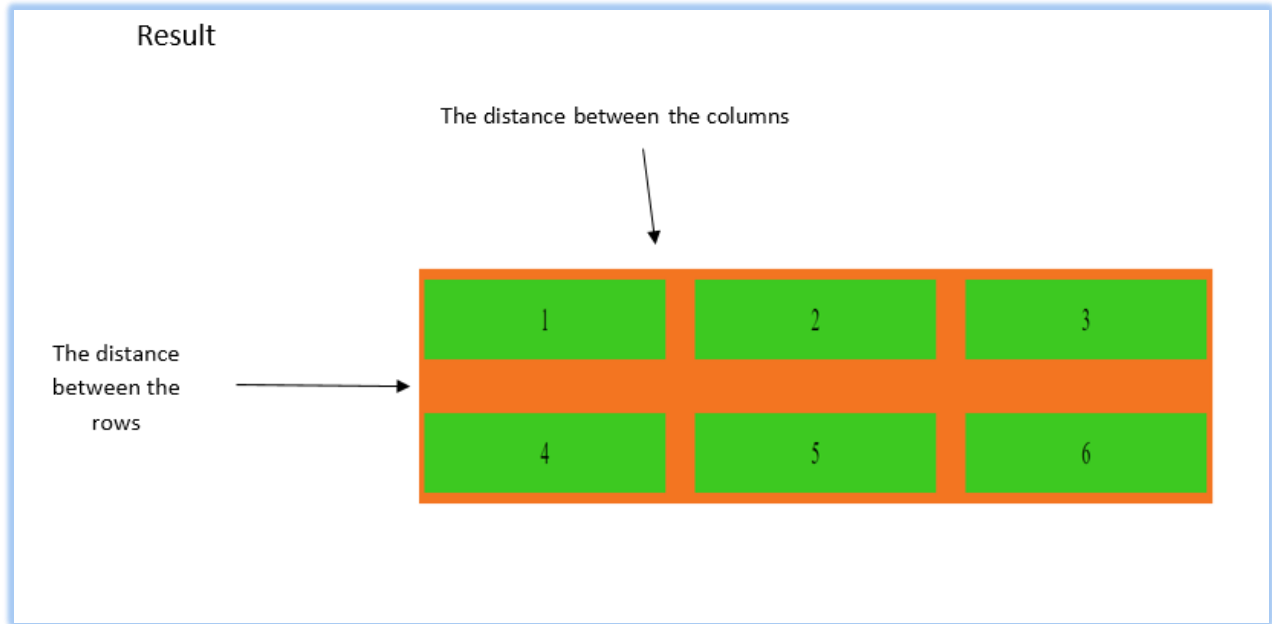 Result
The distance between the columns
1 2 3
The distance
between the
rows
4 5 6